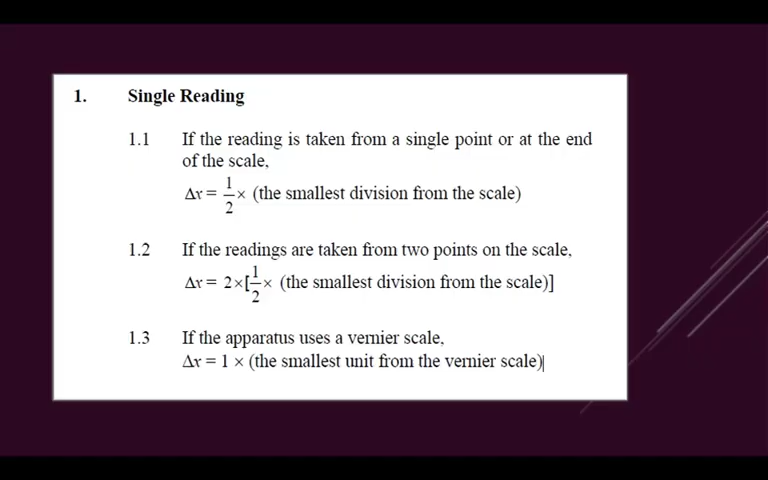 1. Single Reading
1.1 If the reading is taken from a single point or at the end
of the scale,
Δx = 1/2 × (the smallest division from the scale)
1.2 If the readings are taken from two points on the scale,
Δx = 2×[1/2 × (the smallest division from the scale)]
1.3 If the apparatus uses a vernier scale,
Δx = 1 × (the smallest unit from the vernier scale)